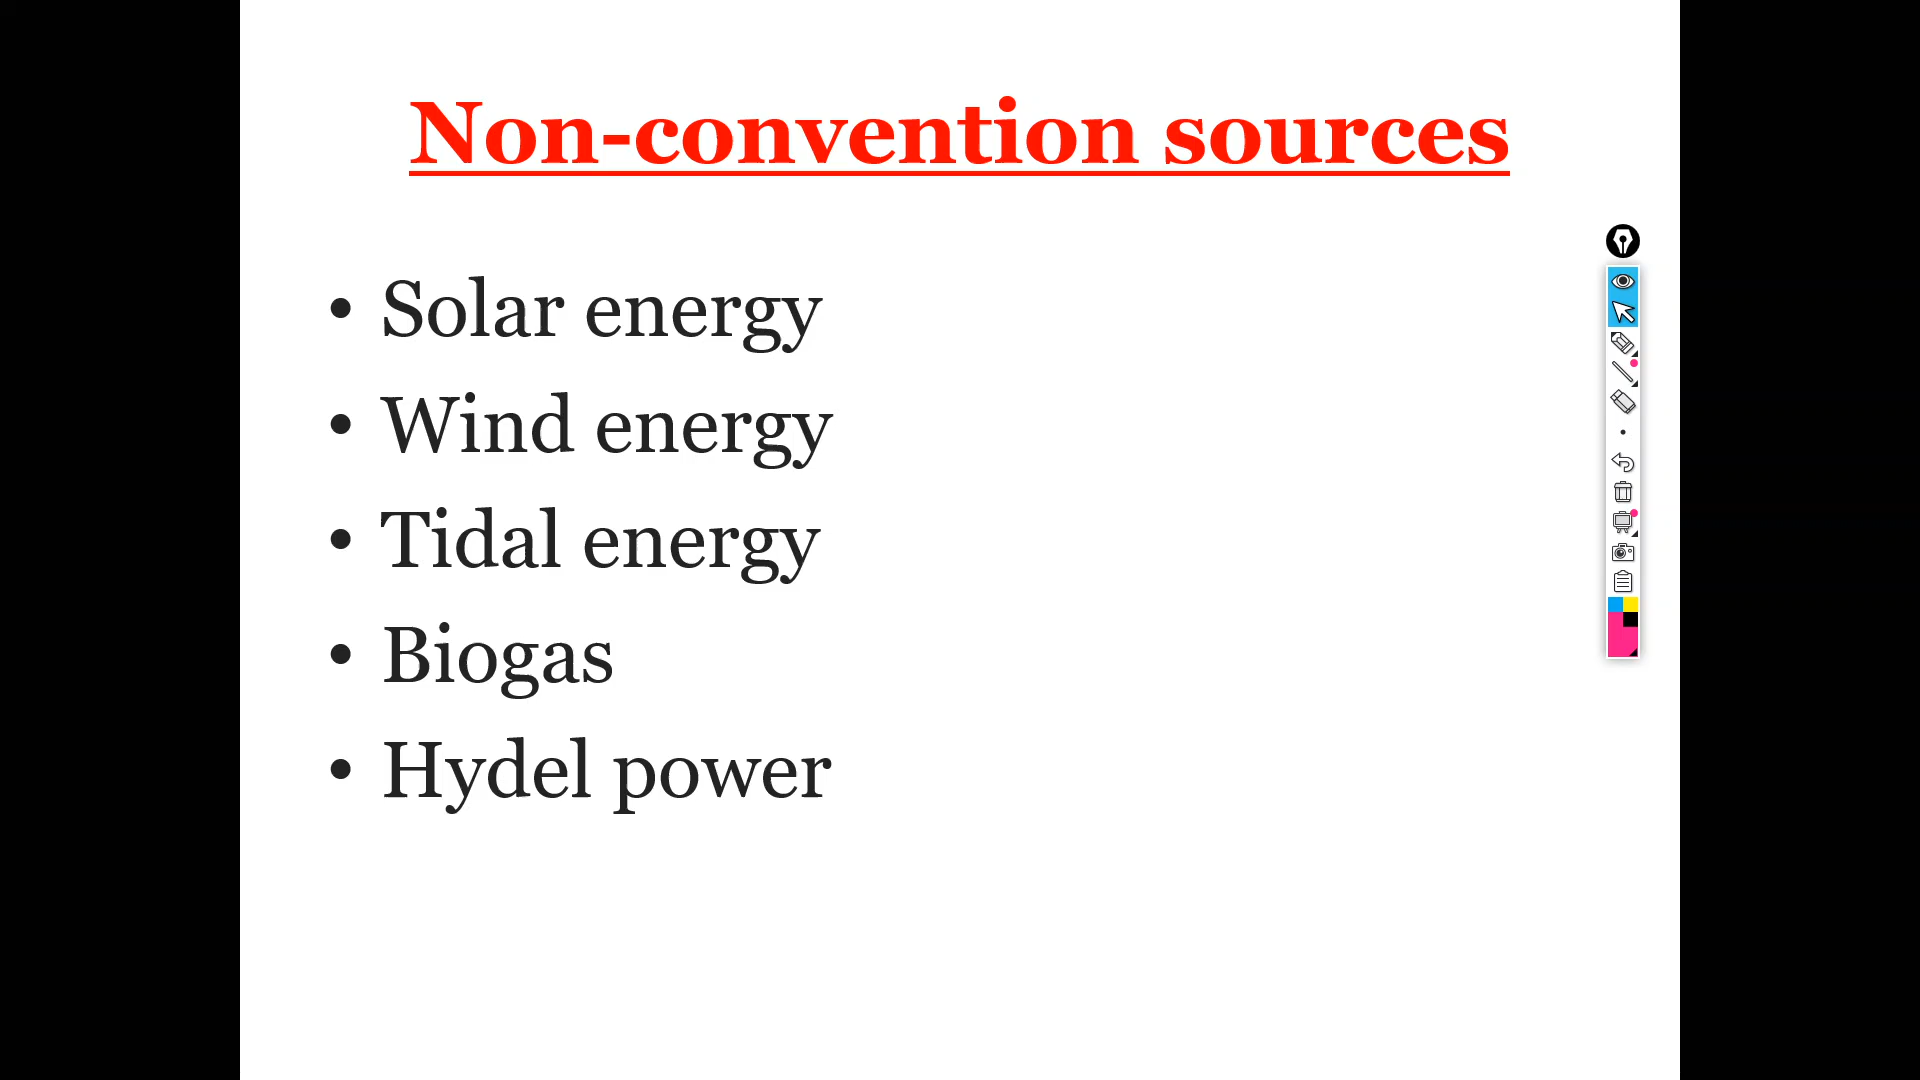 Non-convention sources
• Solar energy
• Wind energy
• Tidal energy
• Biogas
• Hydel power